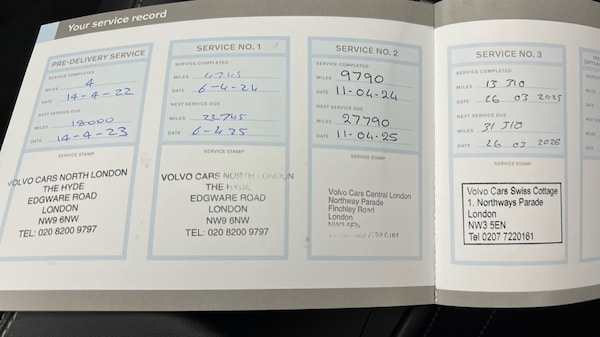 Your service record
PRE-DELIVERY SERVICE
SERVICE COMPLETED
MILES 4
DATE 14-4-22
NEXT SERVICE DUE
MILES 18000
DATE 14-4-23
SERVICE STAMP
VOLVO CARS NORTH LONDON
THE HYDE
EDGWARE ROAD
LONDON
NW9 6NW
TEL: 020 8200 9797
SERVICE NO. 1
SERVICE COMPLETED
MILES 4745
DATE 6-4-24
NEXT SERVICE DUE
MILES 22745
DATE 6-4-25
SERVICE STAMP
VOLVO CARS NORTH LONDON
THE HYDE
EDGWARE ROAD
LONDON
NW9 6NW
TEL: 020 8200 9797
SERVICE NO. 2
SERVICE COMPLETED
MILES 9790
DATE 11-04-24
NEXT SERVICE DUE
MILES 27790
DATE 11-04-25
SERVICE STAMP
Volvo Cars Central London
Northway Parade
Finchley Road
London
SERVICE NO. 3
SERVICE COMPLETED
MILES 13 710
DATE 26 03 2025
NEXT SERVICE DUE
MILES 31 710
DATE 26 03 2026
SERVICE STAMP
Volvo Cars Swiss Cottage
1. Northways Parade
London
NW3 5EN
Tel 0207 7220161